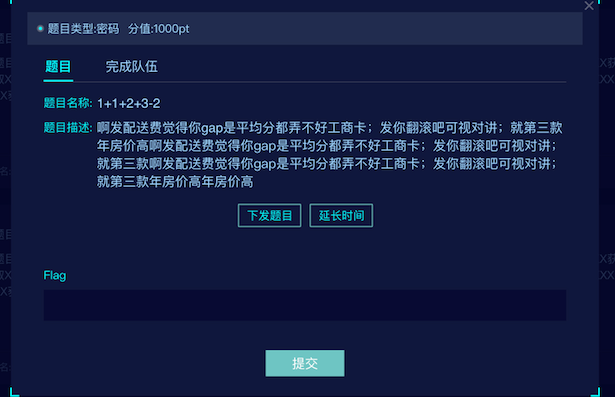 题目类型:密码 分值:1000pt
题目 完成队伍
题目名称: 1+1+2+3-2
题目描述: 啊发配送费觉得你gap是平均分都弄不好工商卡；发你翻滚吧可视对讲；就第三款
年房价高啊发配送费觉得你gap是平均分都弄不好工商卡；发你翻滚吧可视对讲；
就第三款啊发配送费觉得你gap是平均分都弄不好工商卡；发你翻滚吧可视对讲；
就第三款年房价高年房价高
下发题目 延长时间
Flag
提交